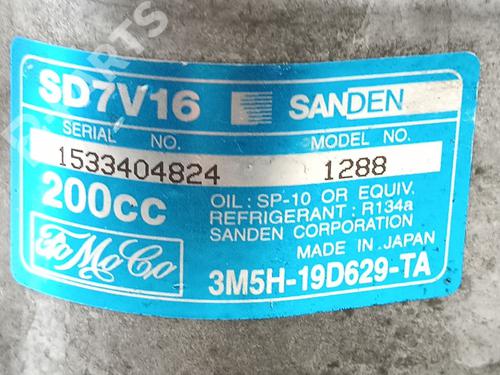 SD7V16 SANDEN
SERIAL NO. MODEL NO.
1533404824 1288
200cc OIL : SP-10 OR EQUIV.
REFRIGERANT : R134a
SANDEN CORPORATION
MADE IN JAPAN
FoMoCo 3M5H-19D629-TA